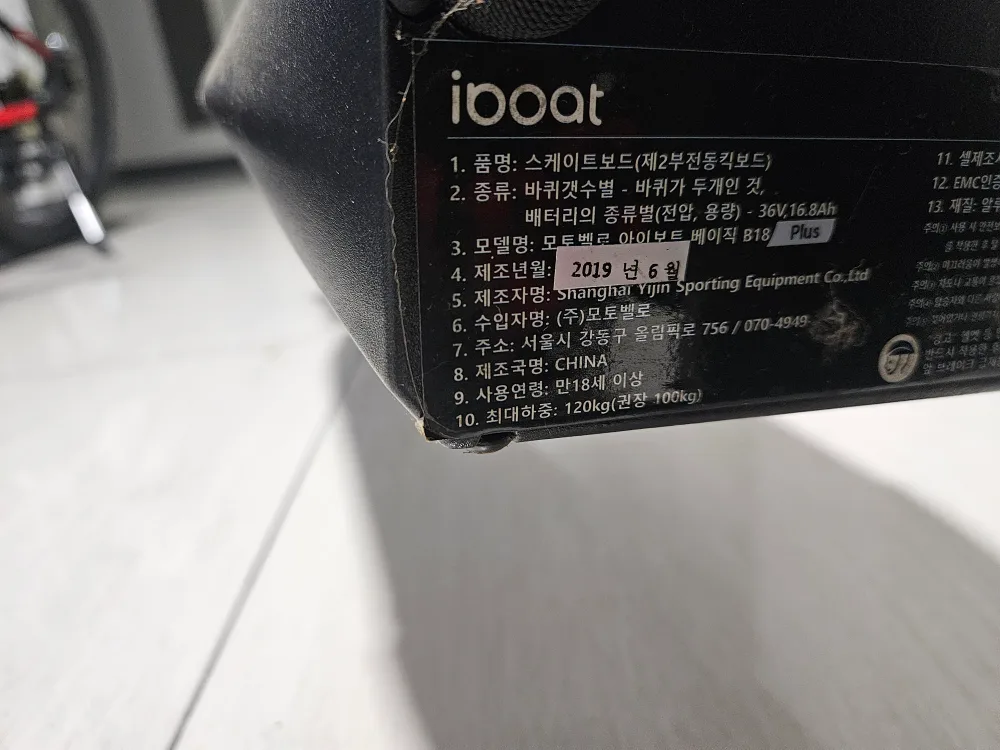 iboat
1. 품명: 스케이트보드(제2부전동킥보드)
2. 종류: 바퀴갯수별 - 바퀴가 두개인 것,
배터리의 종류별(전압, 용량) - 36V,16.8Ah
3. 모델명: 모토벨로 아이보트 베이직 B18 Plus
4. 제조년월: 2019 년 6 월
5. 제조자명: Shanghai Yijin Sporting Equipment Co.,Ltd
6. 수입자명: (주)모토벨로
7. 주소: 서울시 강동구 올림픽로 756 / 070-4949
8. 제조국명: CHINA
9. 사용연령: 만18세 이상
10. 최대하중: 120kg(권장 100kg)
11. 셀제조사
12. EMC인증
13. 재질: 알루